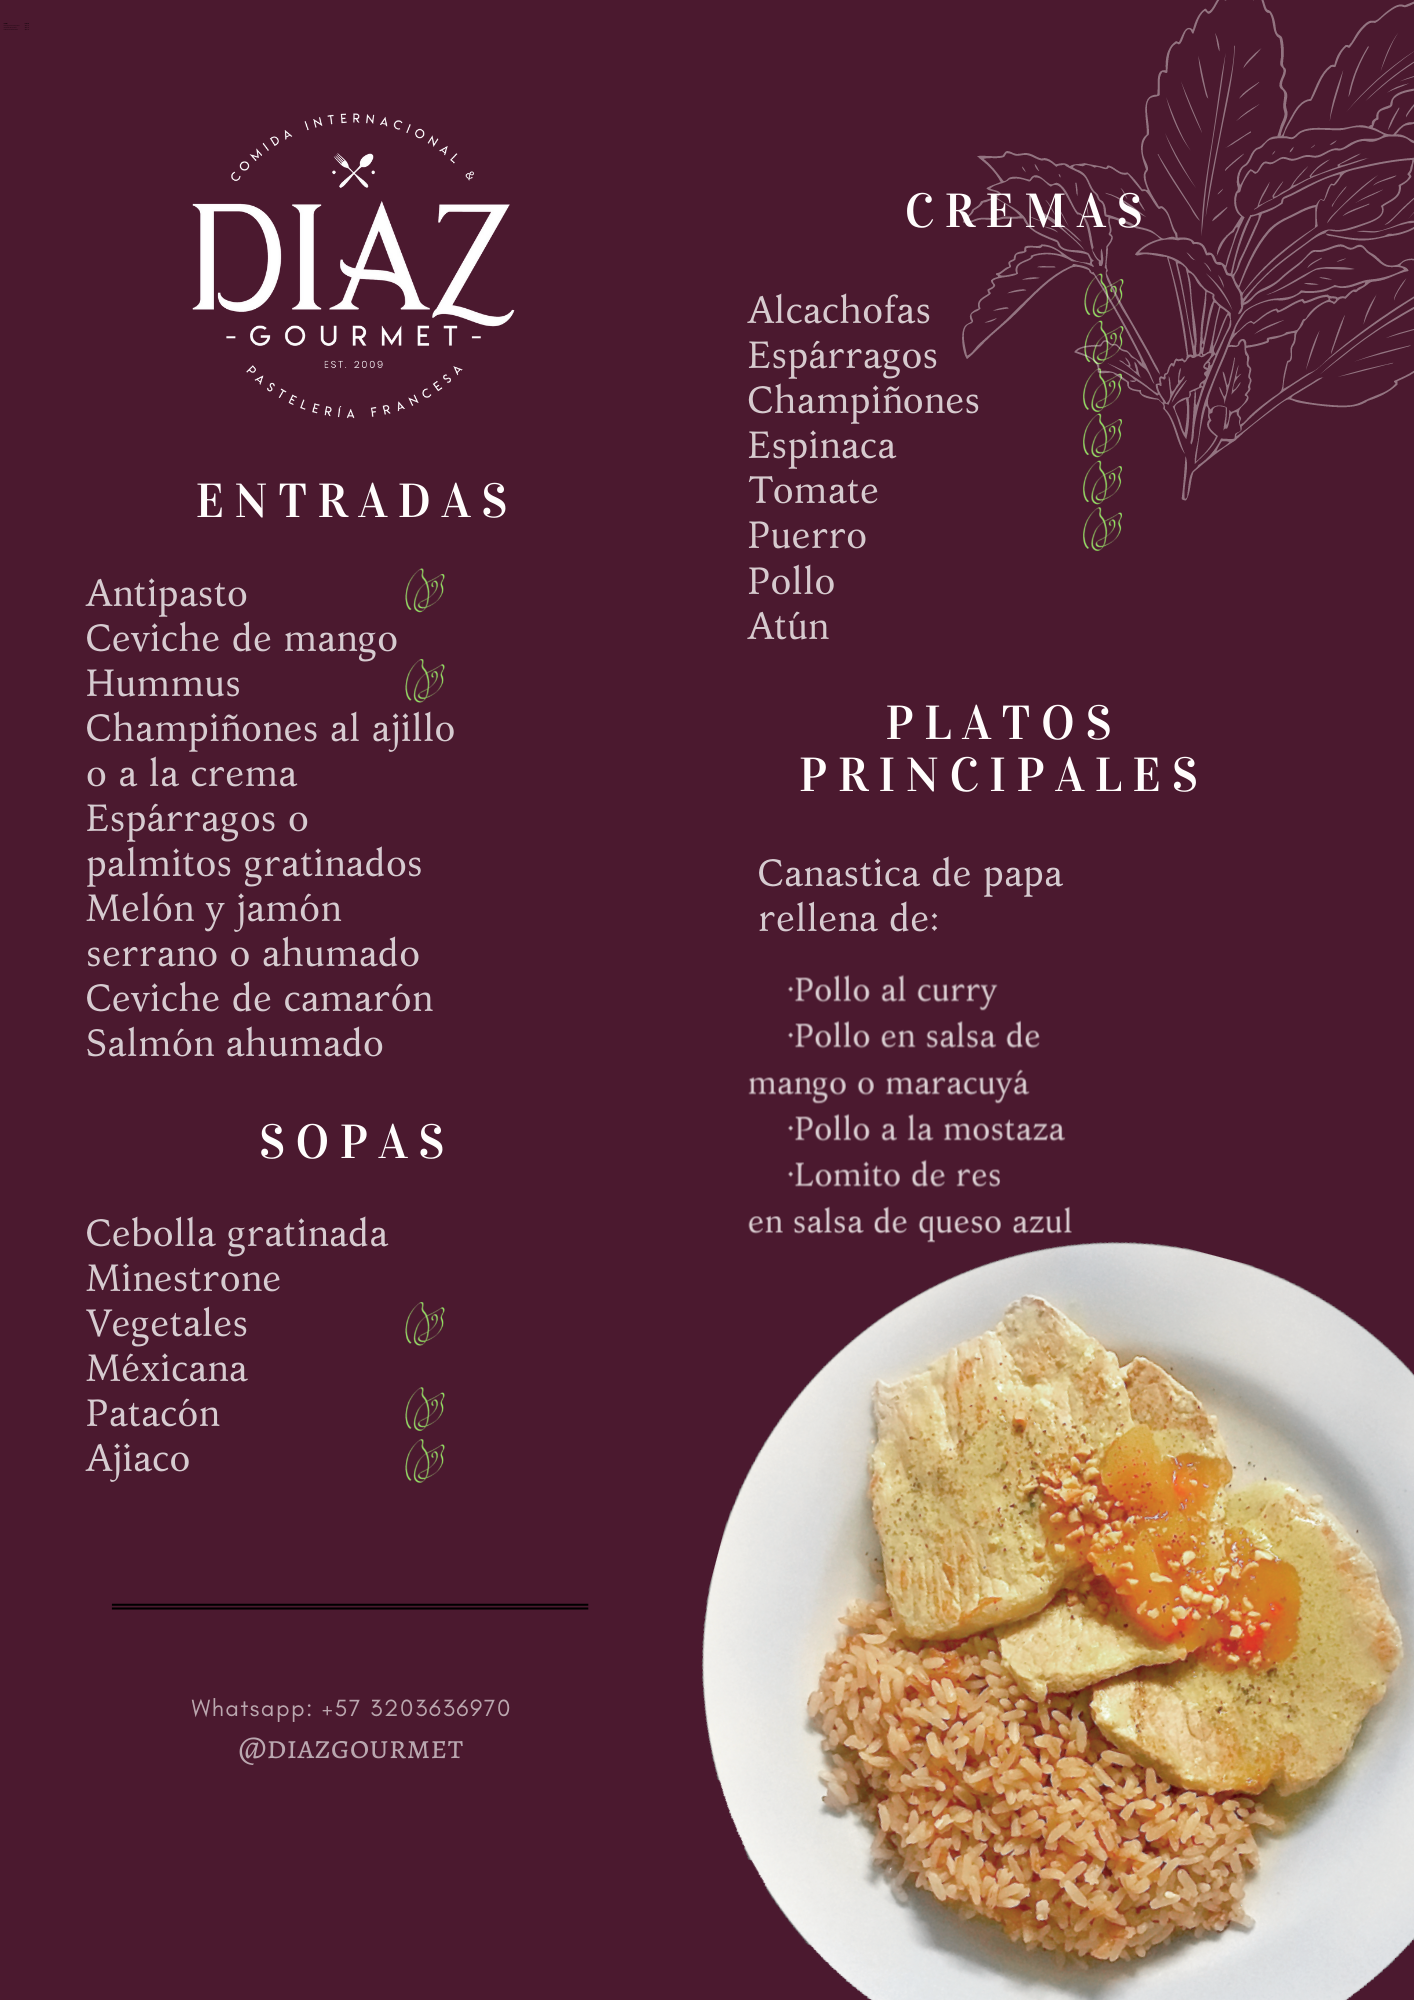 COMIDA INTERNACIONAL &
DIAZ
-GOURMET-
EST. 2009
PASTELERÍA FRANCESA
ENTRADAS
Antipasto
Ceviche de mango
Hummus
Champiñones al ajillo
o a la crema
Espárragos o
palmitos gratinados
Melón y jamón
serrano o ahumado
Ceviche de camarón
Salmón ahumado
SOPAS
Cebolla gratinada
Minestrone
Vegetales
Méxicana
Patacón
Ajiaco
Whatsapp: +57 3203636970
@DIAZGOURMET
CREMAS
Alcachofas
Espárragos
Champiñones
Espinaca
Tomate
Puerro
Pollo
Atún
PLATOS
PRINCIPALES
Canastica de papa
rellena de:
·Pollo al curry
·Pollo en salsa de
mango o maracuyá
·Pollo a la mostaza
·Lomito de res
en salsa de queso azul